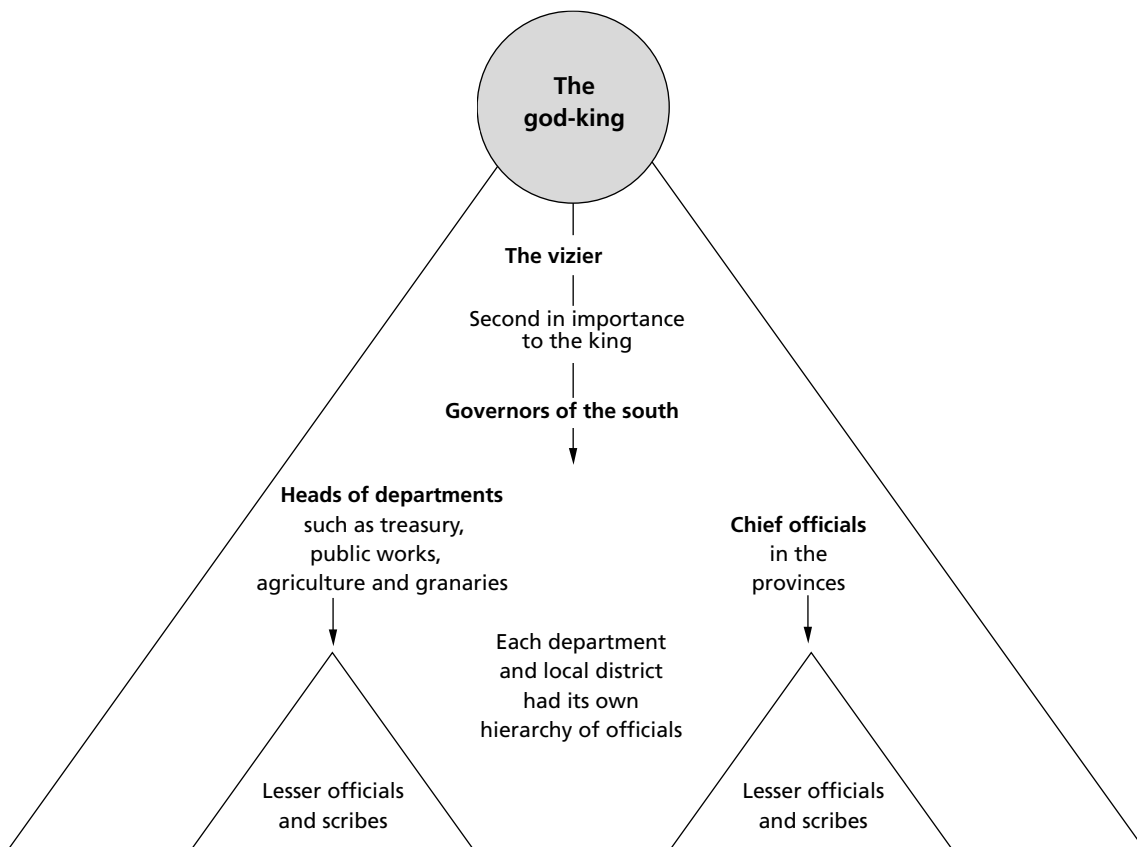 The
god-king
The vizier
Second in importance
to the king
Governors of the south
Heads of departments
such as treasury,
public works,
agriculture and granaries
Chief officials
in the
provinces
Each department
and local district
had its own
hierarchy of officials
Lesser officials
and scribes
Lesser officials
and scribes